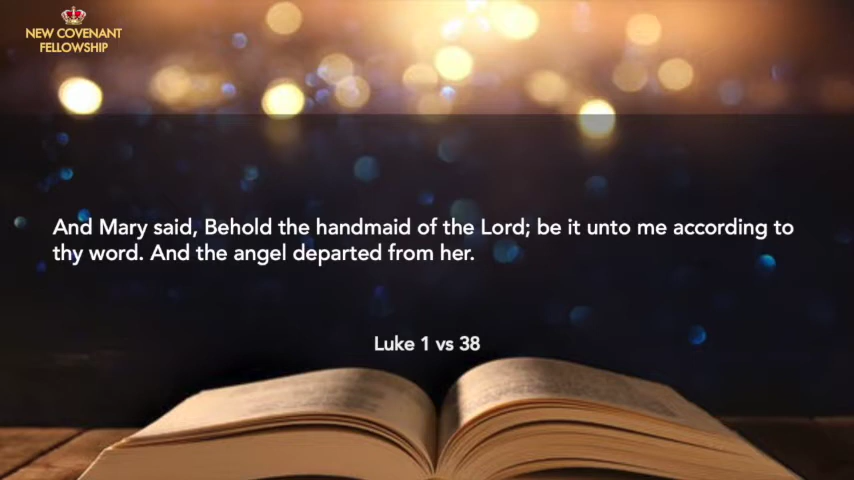 NEW COVENANT
FELLOWSHIP
And Mary said, Behold the handmaid of the Lord; be it unto me according to
thy word. And the angel departed from her.
Luke 1 vs 38